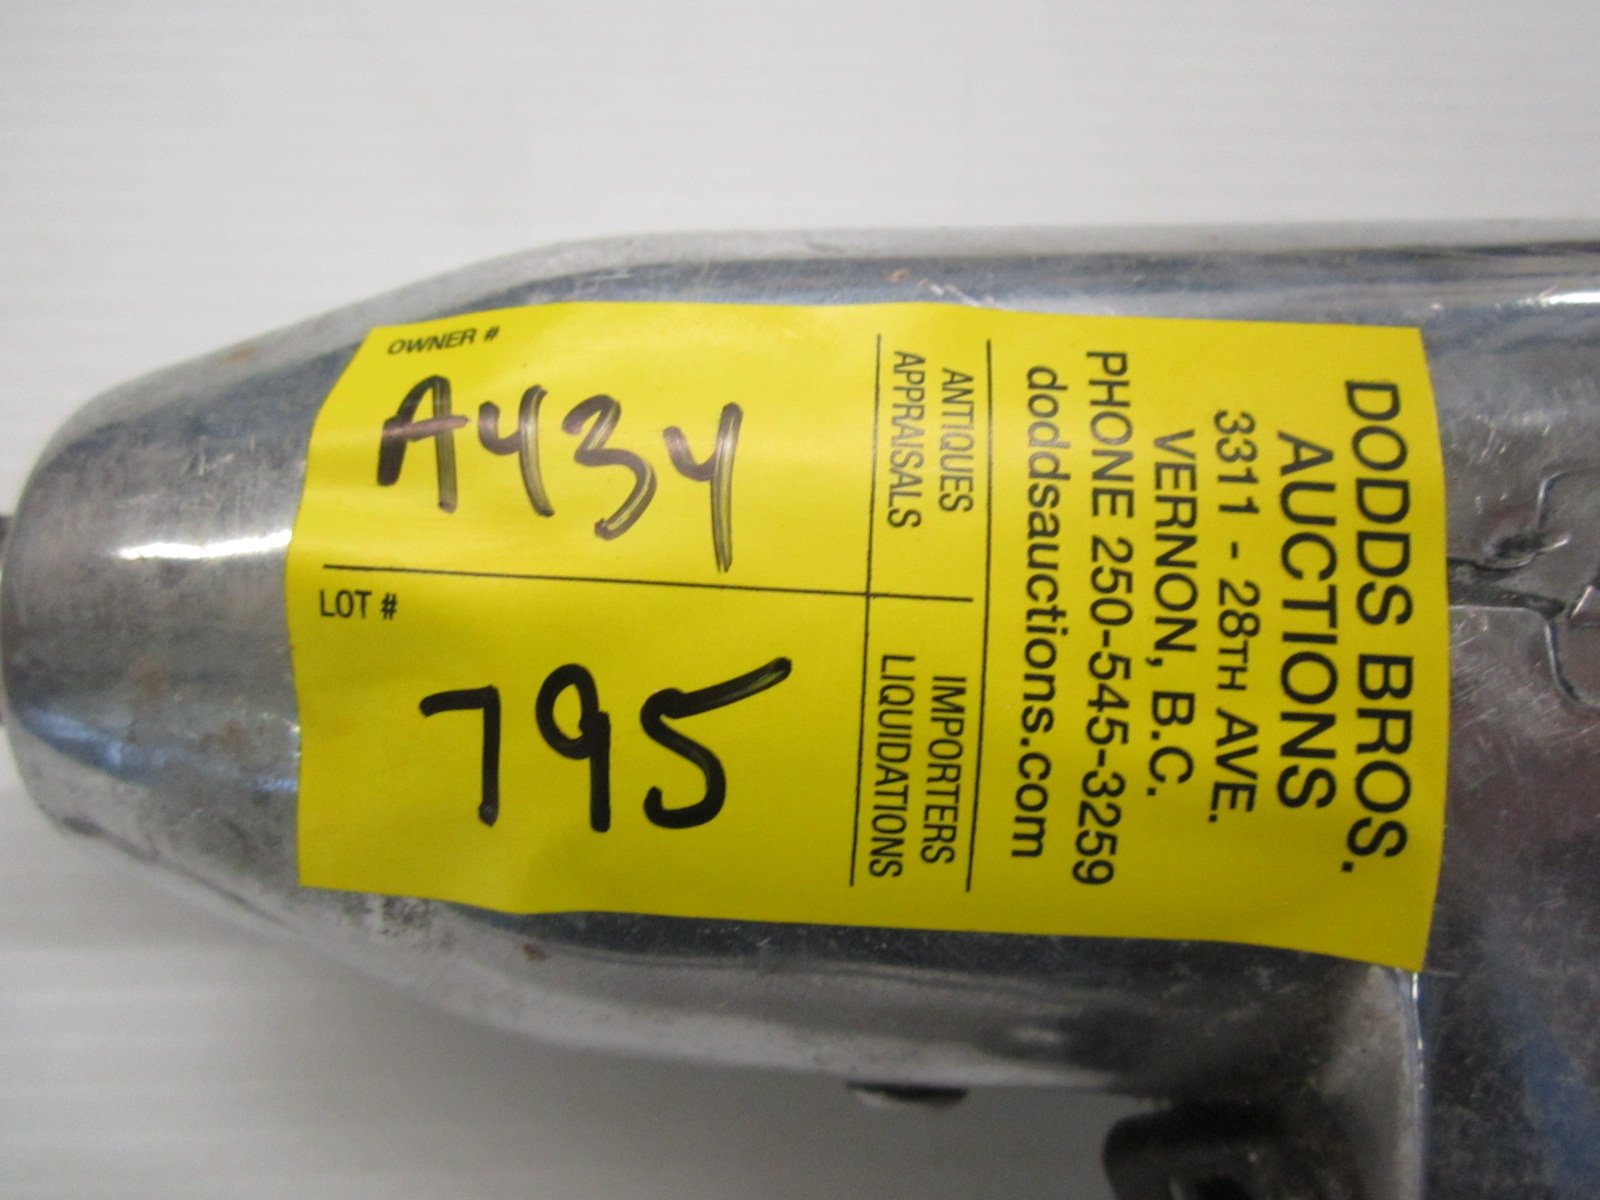 DODDS BROS.
AUCTIONS
3311 - 28TH AVE.
VERNON, B.C.
PHONE 250-545-3259
doddsauctions.com
ANTIQUES
APPRAISALS
IMPORTERS
LIQUIDATIONS
OWNER #
A434
LOT #
795